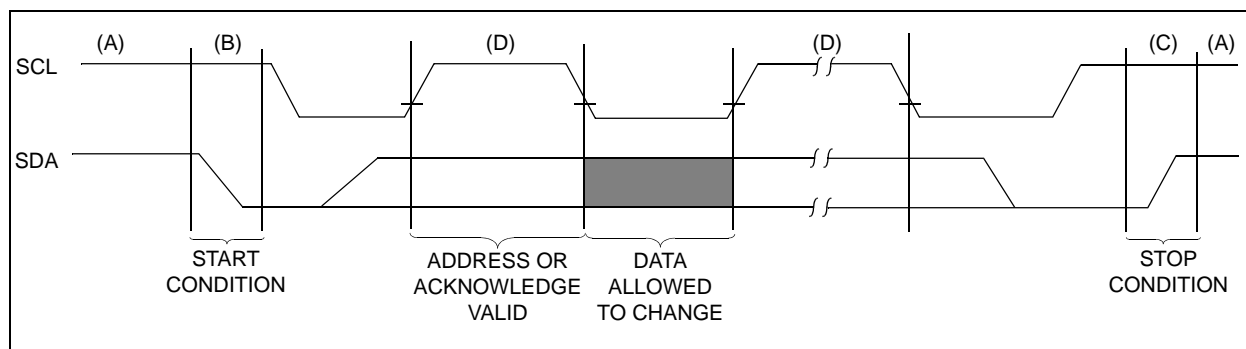 (A) (B) (D) (D) (C) (A)
SCL
SDA
START
CONDITION
ADDRESS OR
ACKNOWLEDGE
VALID
DATA
ALLOWED
TO CHANGE
STOP
CONDITION